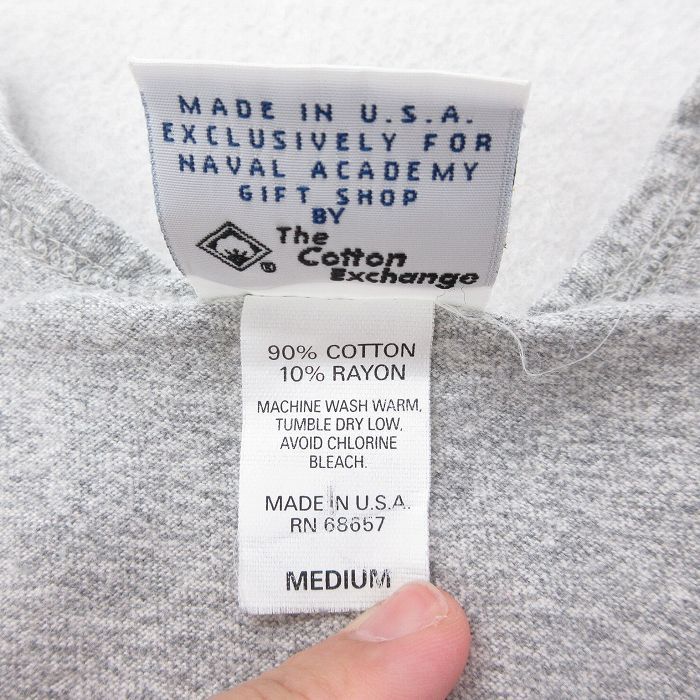 MADE IN U.S.A.
EXCLUSIVELY FOR
NAVAL ACADEMY
GIFT SHOP
BY
The
Cotton
Exchange
®
90% COTTON
10% RAYON
MACHINE WASH WARM,
TUMBLE DRY LOW,
AVOID CHLORINE
BLEACH.
MADE IN U.S.A.
RN 68657
MEDIUM